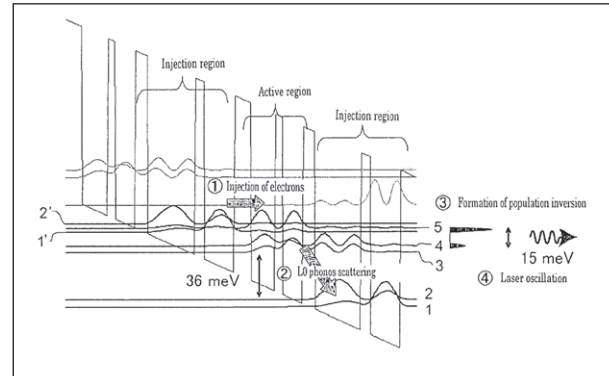 Injection region
Active region
Injection region
① Injection of electrons
③ Formation of population inversion
2'
1'
5
4
3
② LO phonos scattering
36 meV
15 meV
④ Laser oscillation
2
1